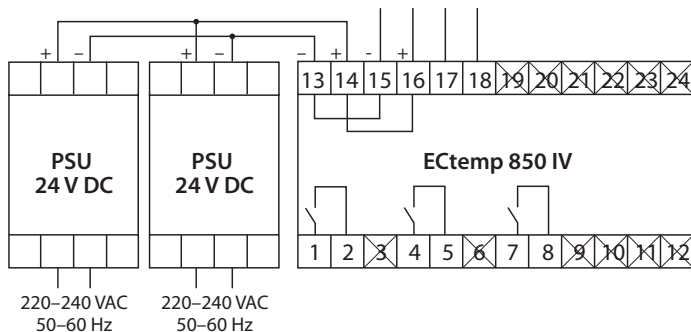 + – + – – + - +
13 14 15 16 17 18 19 20 21 22 23 24
PSU
24 V DC
PSU
24 V DC
ECtemp 850 IV
1 2 3 4 5 6 7 8 9 10 11 12
220–240 VAC
50–60 Hz
220–240 VAC
50–60 Hz